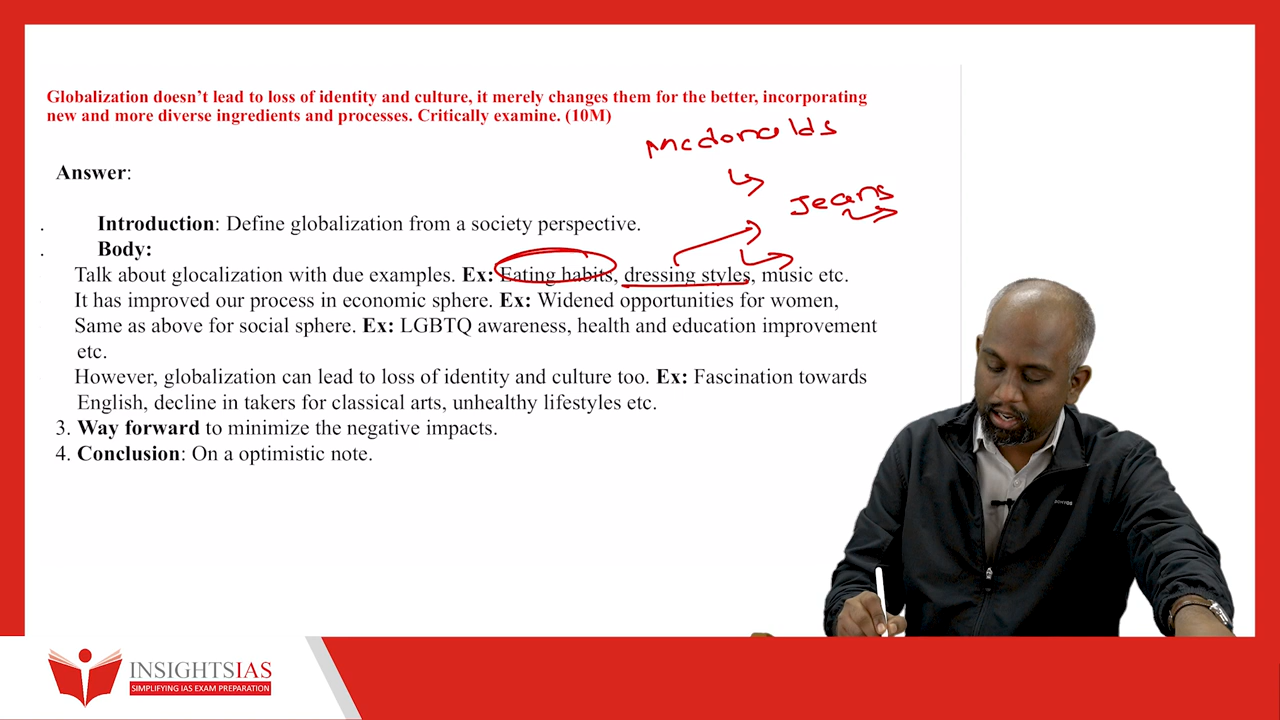 Globalization doesn't lead to loss of identity and culture, it merely changes them for the better, incorporating
new and more diverse ingredients and processes. Critically examine. (10M)
Mcdonalds
Answer:
Jeans
. Introduction: Define globalization from a society perspective.
. Body:
Talk about glocalization with due examples. Ex: Eating habits, dressing styles, music etc.
It has improved our process in economic sphere. Ex: Widened opportunities for women,
Same as above for social sphere. Ex: LGBTQ awareness, health and education improvement
etc.
However, globalization can lead to loss of identity and culture too. Ex: Fascination towards
English, decline in takers for classical arts, unhealthy lifestyles etc.
3. Way forward to minimize the negative impacts.
4. Conclusion: On a optimistic note.
INSIGHTSIAS
SIMPLIFYING IAS EXAM PREPARATION